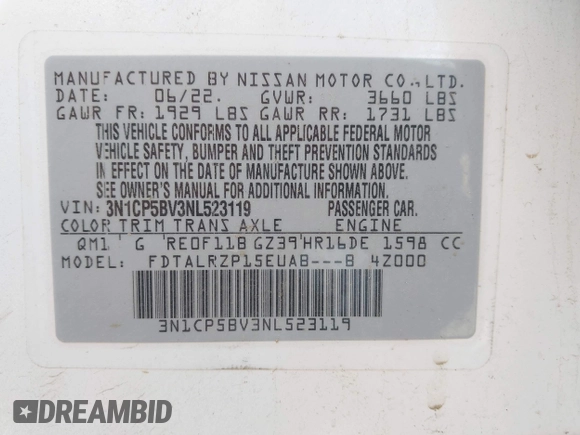 MANUFACTURED BY NISSAN MOTOR CO.,LTD.
DATE: 06/22. GVWR: 3660 LBS
GAWR FR: 1929 LBS GAWR RR: 1731 LBS
THIS VEHICLE CONFORMS TO ALL APPLICABLE FEDERAL MOTOR
VEHICLE SAFETY, BUMPER AND THEFT PREVENTION STANDARDS
IN EFFECT ON THE DATE OF MANUFACTURE SHOWN ABOVE.
SEE OWNER'S MANUAL FOR ADDITIONAL INFORMATION.
VIN: 3N1CP5BV3NL523119 PASSENGER CAR.
COLOR TRIM TRANS AXLE ENGINE
QM1 G RE0F11B GZ39 HR16DE 1598 CC
MODEL: FDTALRZP15EUAB---B 4Z000
3N1CP5BV3NL523119
DREAMBID